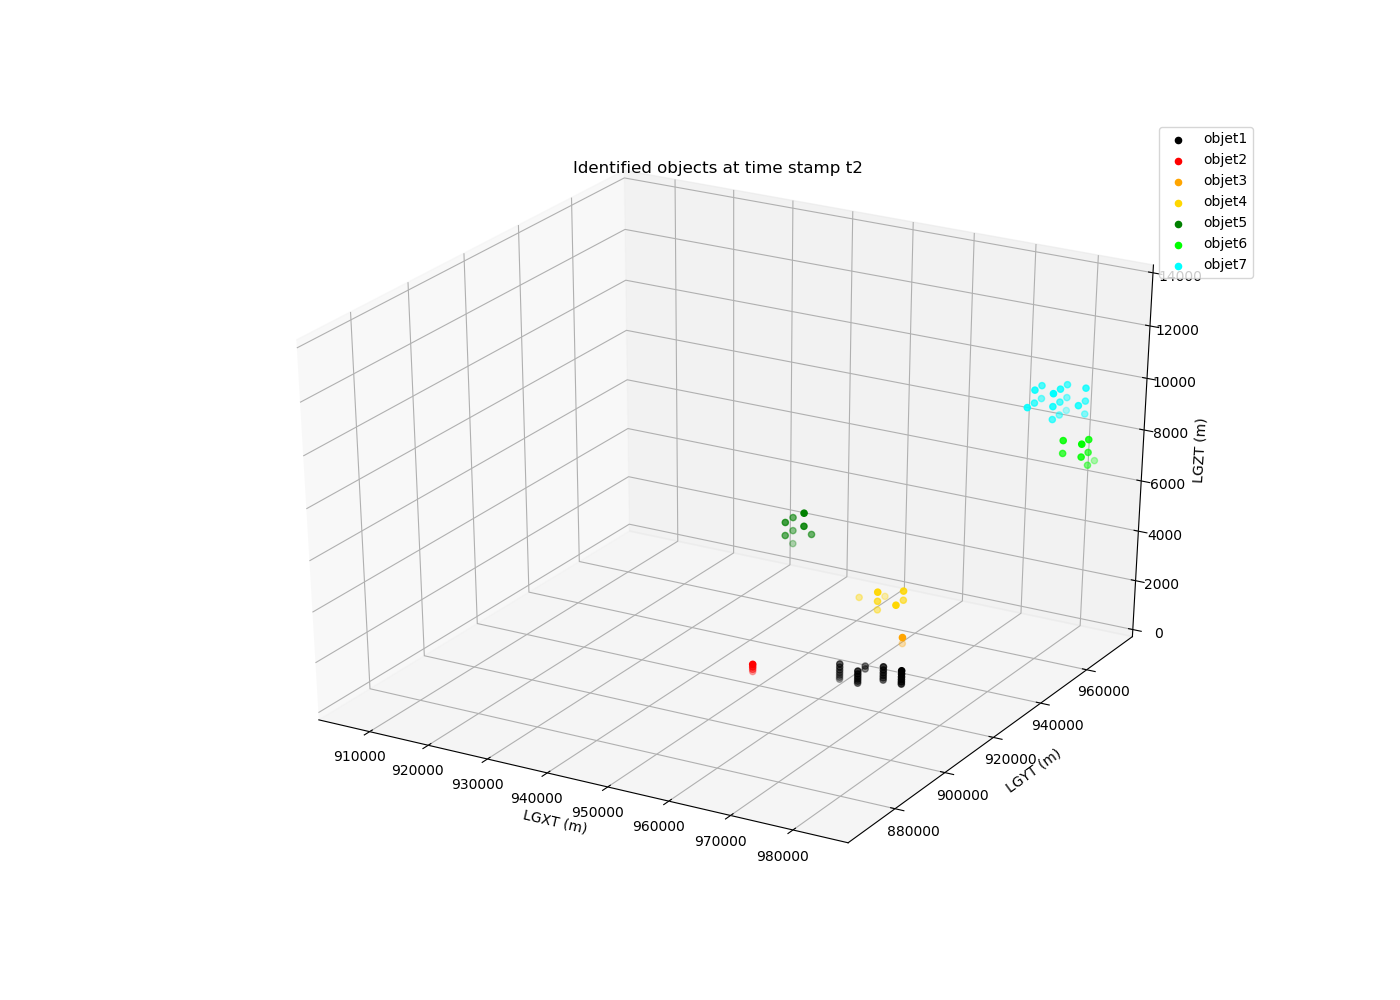 Identified objects at time stamp t2
objet1
objet2
objet3
objet4
objet5
objet6
objet7
14000
12000
10000
8000
6000
4000
2000
0
LGZT (m)
960000
940000
920000
900000
880000
LGYT (m)
910000
920000
930000
940000
950000
960000
970000
980000
LGXT (m)